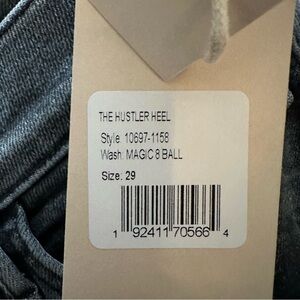 THE HUSTLER HEEL
Style: 10697-1158
Wash: MAGIC 8 BALL
Size: 29
1 92411 70566 4